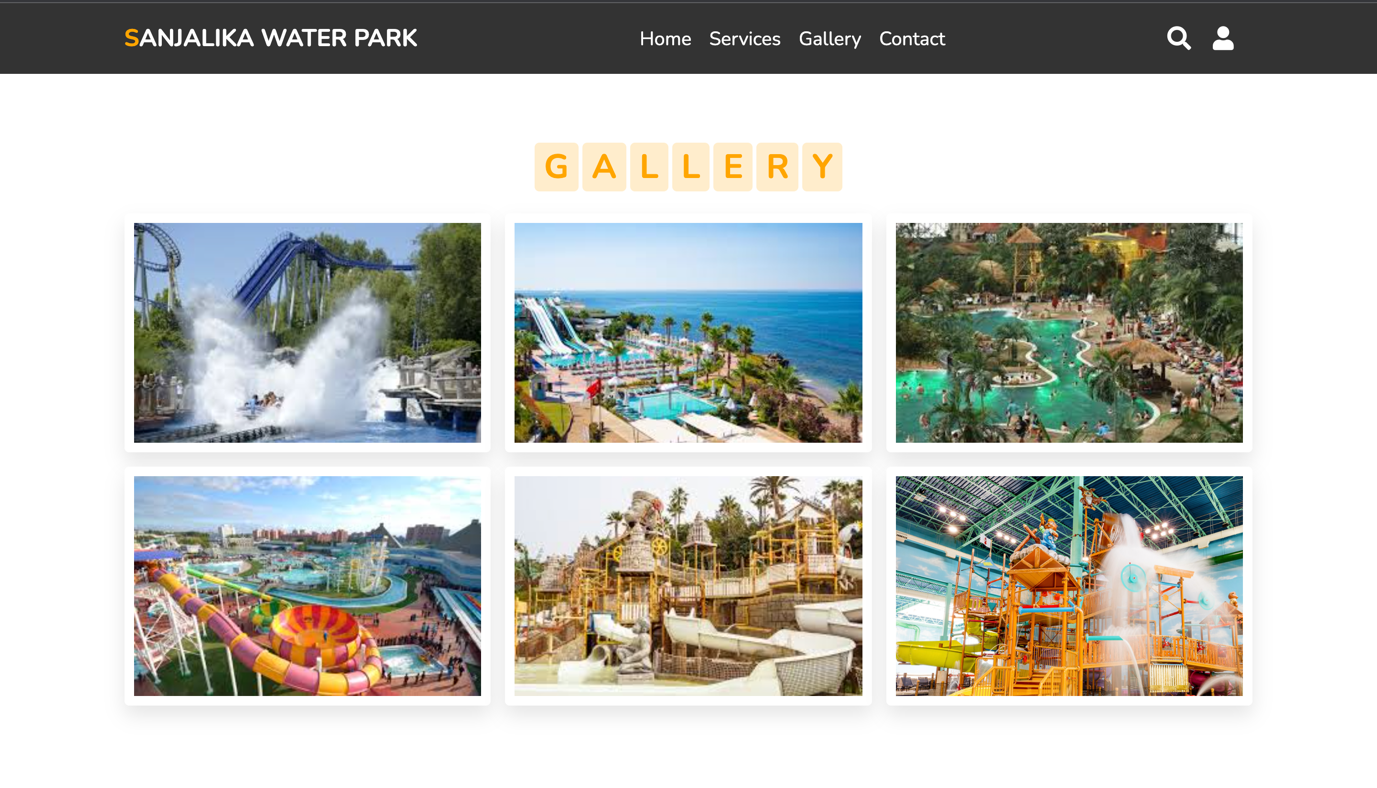 SANJALIKA WATER PARK
Home Services Gallery Contact
GALLERY